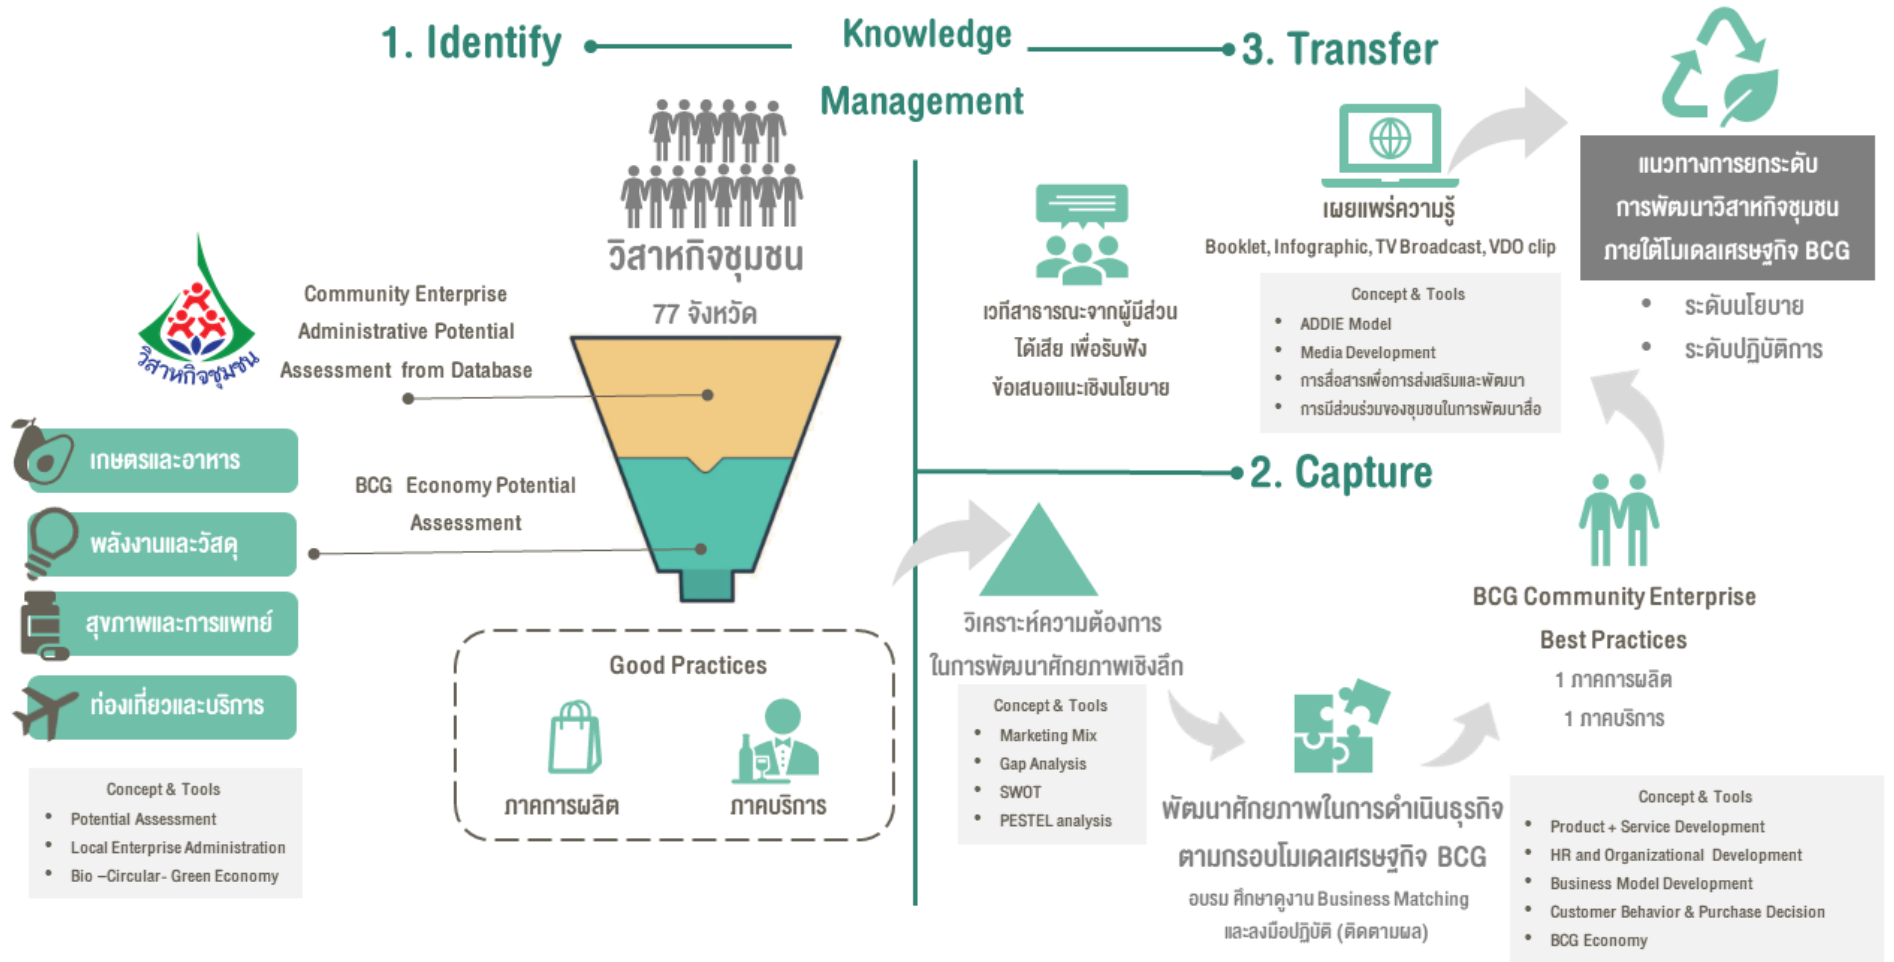 1. Identify
Knowledge
Management
3. Transfer
วิสาหกิจชุมชน
77 จังหวัด
วิสาหกิจชุมชน
Community Enterprise
Administrative Potential
Assessment from Database
BCG Economy Potential
Assessment
เกษตรและอาหาร
พลังงานและวัสดุ
สุขภาพและการแพทย์
ท่องเที่ยวและบริการ
Concept & Tools
• Potential Assessment
• Local Enterprise Administration
• Bio –Circular- Green Economy
Good Practices
ภาคการผลิต
ภาคบริการ
เวทีสาธารณะจากผู้มีส่วน
ได้เสีย เพื่อรับฟัง
ข้อเสนอแนะเชิงนโยบาย
เผยแพร่ความรู้
Booklet, Infographic, TV Broadcast, VDO clip
Concept & Tools
• ADDIE Model
• Media Development
• การสื่อสารเพื่อการส่งเสริมและพัฒนา
• การมีส่วนร่วมของชุมชนในการพัฒนาสื่อ
แนวทางการยกระดับ
การพัฒนาวิสาหกิจชุมชน
ภายใต้โมเดลเศรษฐกิจ BCG
• ระดับนโยบาย
• ระดับปฏิบัติการ
2. Capture
วิเคราะห์ความต้องการ
ในการพัฒนาศักยภาพเชิงลึก
Concept & Tools
• Marketing Mix
• Gap Analysis
• SWOT
• PESTEL analysis
พัฒนาศักยภาพในการดำเนินธุรกิจ
ตามกรอบโมเดลเศรษฐกิจ BCG
อบรม ศึกษาดูงาน Business Matching
และลงมือปฏิบัติ (ติดตามผล)
BCG Community Enterprise
Best Practices
1 ภาคการผลิต
1 ภาคบริการ
Concept & Tools
• Product + Service Development
• HR and Organizational Development
• Business Model Development
• Customer Behavior & Purchase Decision
• BCG Economy